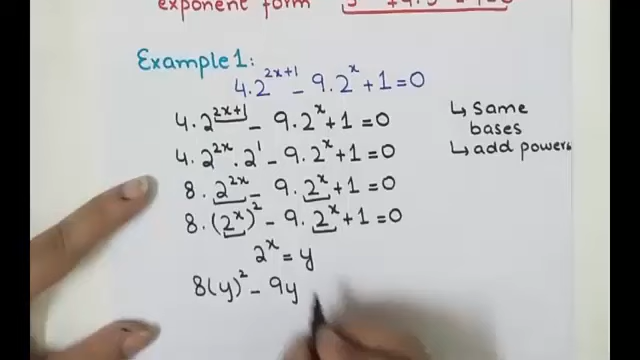 exponent form
Example 1:
4.2^{2x+1} - 9.2^x + 1 = 0
4.2^{2x+1} - 9.2^x + 1 = 0
4.2^{2x}.2^1 - 9.2^x + 1 = 0
8.2^{2x} - 9.2^x + 1 = 0
8.(2^x)^2 - 9.2^x + 1 = 0
2^x = y
8(y)^2 - 9y
↳ same
bases
↳ add powers